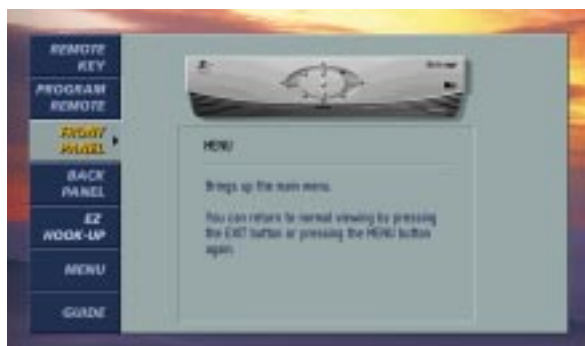 REMOTE
KEY
PROGRAM
REMOTE
FRONT
PANEL
BACK
PANEL
EZ
HOOK-UP
MENU
GUIDE
MENU
Brings up the main menu.
You can return to normal viewing by pressing
the EXIT button or pressing the MENU button
again.